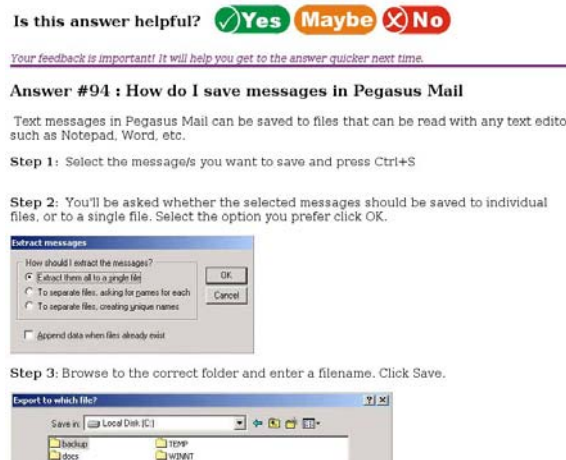 Is this answer helpful? Yes Maybe No
Your feedback is important! It will help you get to the answer quicker next time.
Answer #94 : How do I save messages in Pegasus Mail
Text messages in Pegasus Mail can be saved to files that can be read with any text edito
such as Notepad, Word, etc.
Step 1: Select the message/s you want to save and press Ctrl+S
Step 2: You'll be asked whether the selected messages should be saved to individual
files, or to a single file. Select the option you prefer click OK.
Extract messages
How should I extract the messages?
Extract them all to a single file
OK
To separate files, asking for names for each
Cancel
To separate files, creating unique names
Append data when files already exist
Step 3: Browse to the correct folder and enter a filename. Click Save.
Export to which file?
Save in: Local Disk (C:)
backup TEMP
docs WINNT